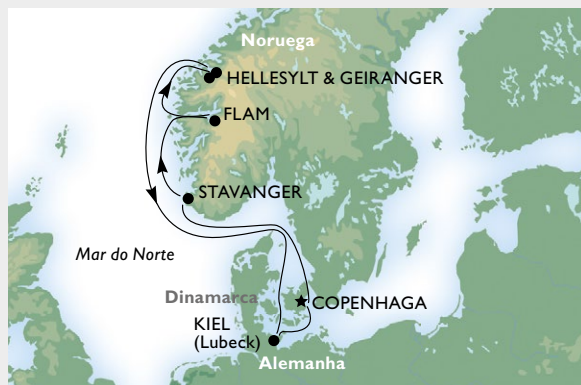 Noruega
HELLESYLT & GEIRANGER
FLAM
STAVANGER
Mar do Norte
Dinamarca
COPENHAGA
KIEL
(Lubeck)
Alemanha